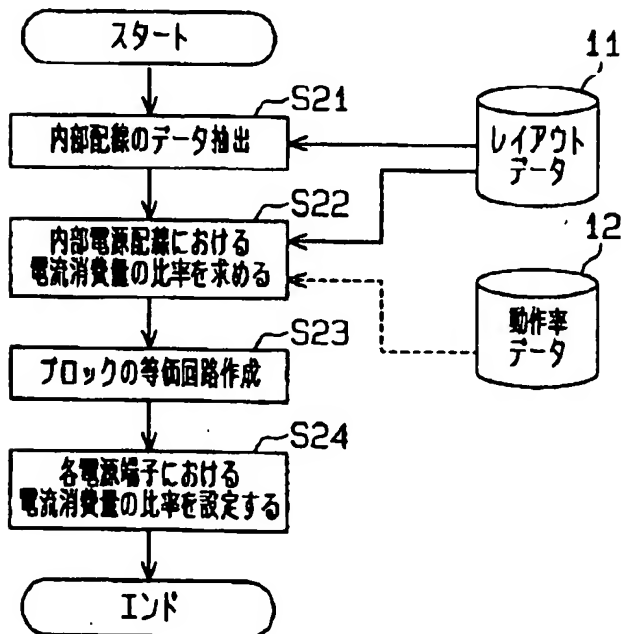 スタート
S21
内部配線のデータ抽出
S22
内部電源配線における
電流消費量の比率を求める
S23
ブロックの等価回路作成
S24
各電源端子における
電流消費量の比率を設定する
エンド
11
レイアウト
データ
12
動作率
データ